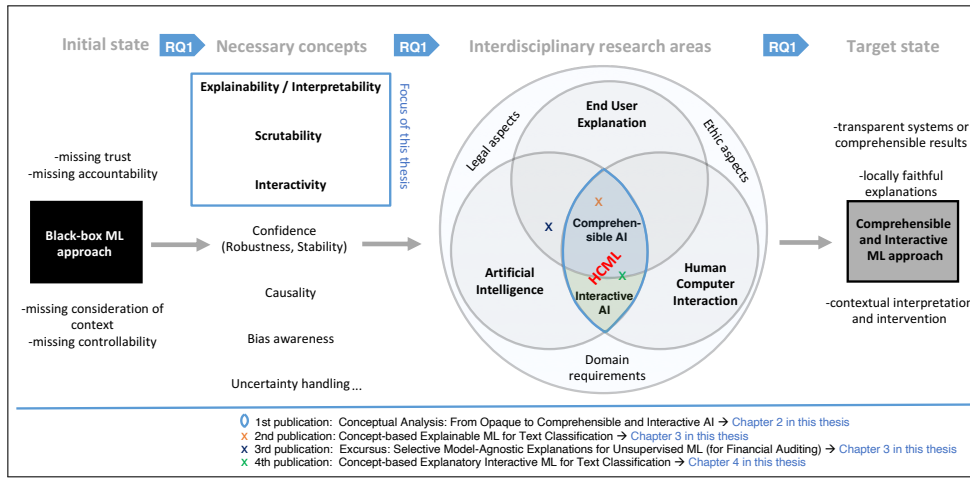 Initial state
RQ1
Necessary concepts
RQ1
Interdisciplinary research areas
RQ1
Target state
-missing trust
-missing accountability
Black-box ML
approach
-missing consideration of
context
-missing controllability
Explainability / Interpretability
Scrutability
Interactivity
Focus of this thesis
Confidence
(Robustness, Stability)
Causality
Bias awareness
Uncertainty handling ...
Legal aspects
End User
Explanation
Ethic aspects
X
X
Comprehen-
sible AI
HCML
X
Interactive
AI
Artificial
Intelligence
Human
Computer
Interaction
Domain
requirements
-transparent systems or
comprehensible results
-locally faithful
explanations
Comprehensible
and Interactive
ML approach
-contextual interpretation
and intervention
1st publication: Conceptual Analysis: From Opaque to Comprehensible and Interactive AI → Chapter 2 in this thesis
X 2nd publication: Concept-based Explainable ML for Text Classification → Chapter 3 in this thesis
X 3rd publication: Excursus: Selective Model-Agnostic Explanations for Unsupervised ML (for Financial Auditing) → Chapter 3 in this thesis
X 4th publication: Concept-based Explanatory Interactive ML for Text Classification → Chapter 4 in this thesis